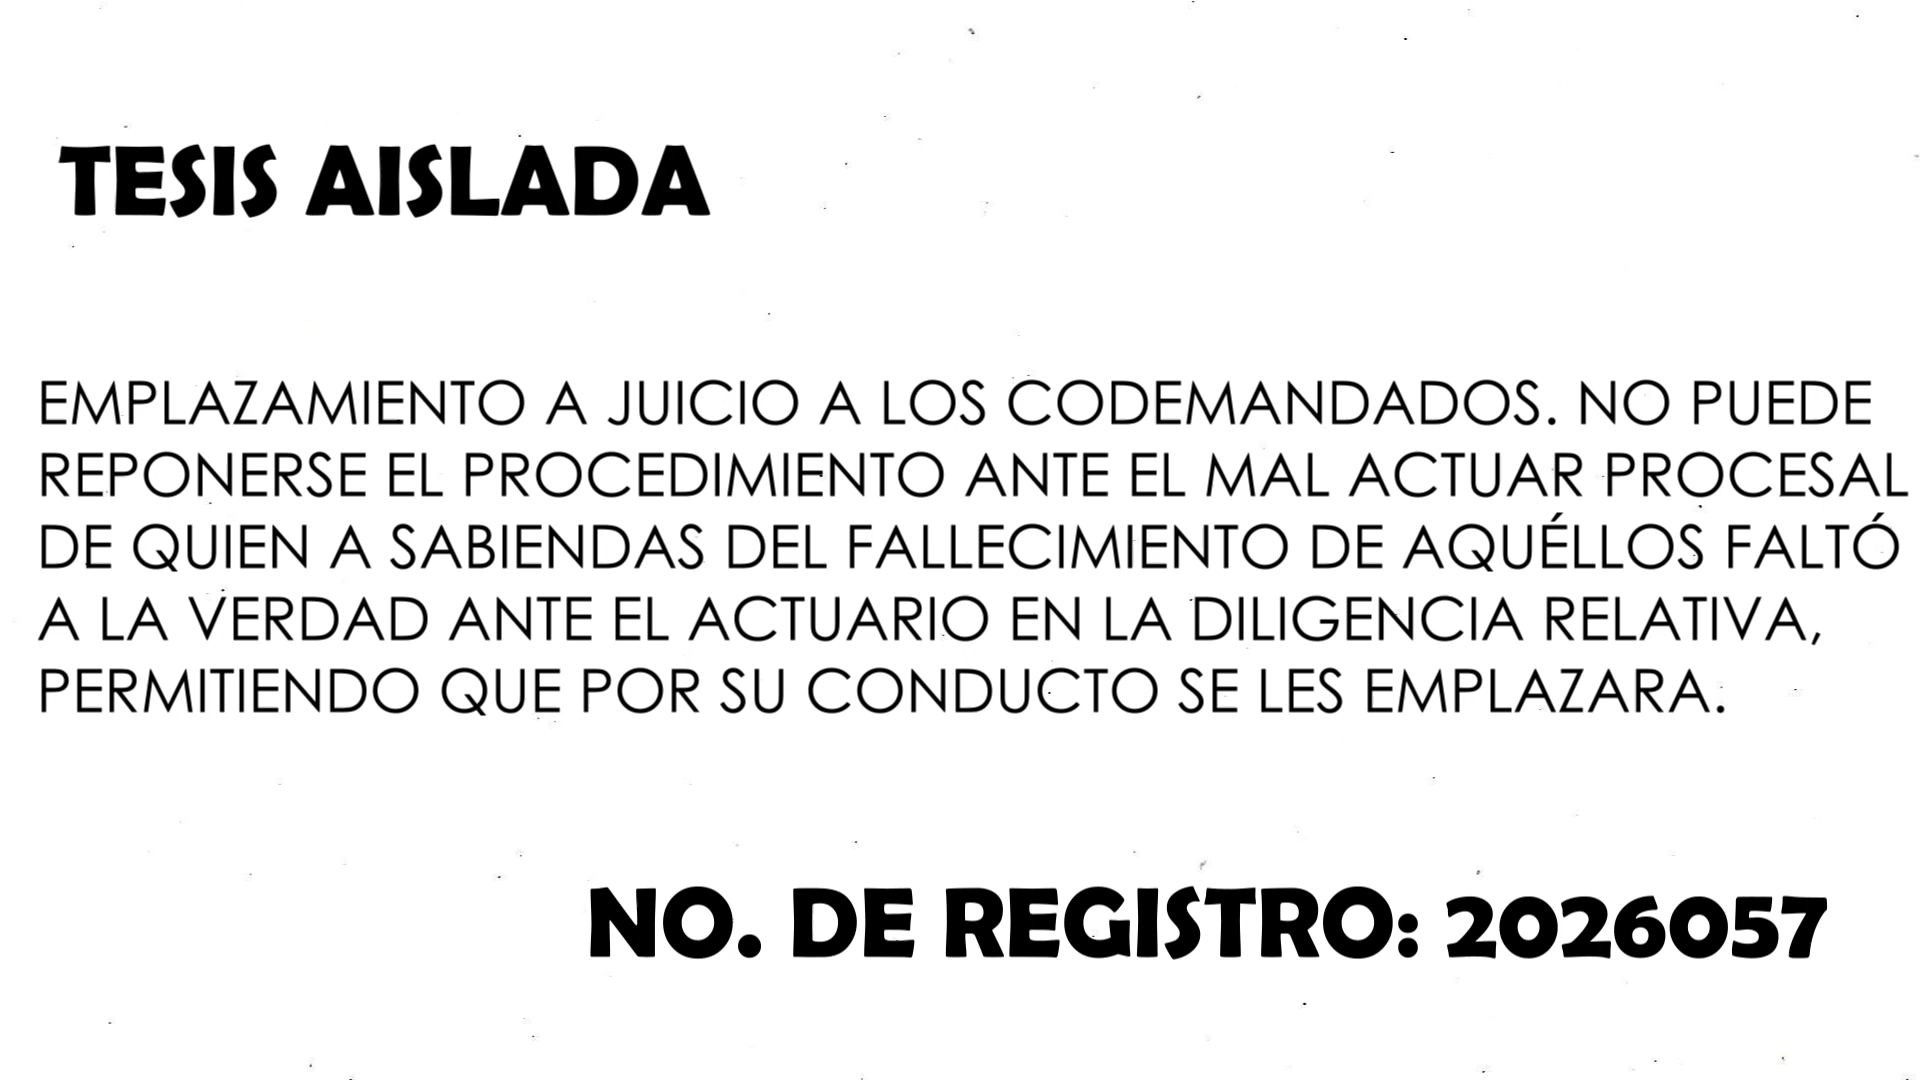 TESIS AISLADA
EMPLAZAMIENTO A JUICIO A LOS CODEMANDADOS. NO PUEDE
REPONERSE EL PROCEDIMIENTO ANTE EL MAL ACTUAR PROCESAL
DE QUIEN A SABIENDAS DEL FALLECIMIENTO DE AQUÉLLOS FALTÓ
A LA VERDAD ANTE EL ACTUARIO EN LA DILIGENCIA RELATIVA,
PERMITIENDO QUE POR SU CONDUCTO SE LES EMPLAZARA.
NO. DE REGISTRO: 2026057